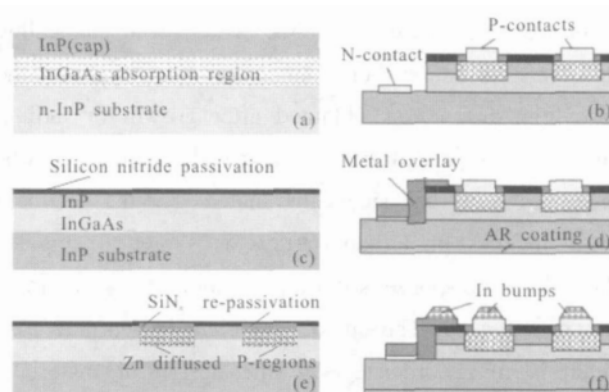 InP(cap)
InGaAs absorption region
n-InP substrate
(a)
P-contacts
N-contact
(b)
Silicon nitride passivation
InP
InGaAs
InP substrate
(c)
Metal overlay
AR coating
(d)
SiNx re-passivation
Zn diffused P-regions
(e)
In bumps
(f)